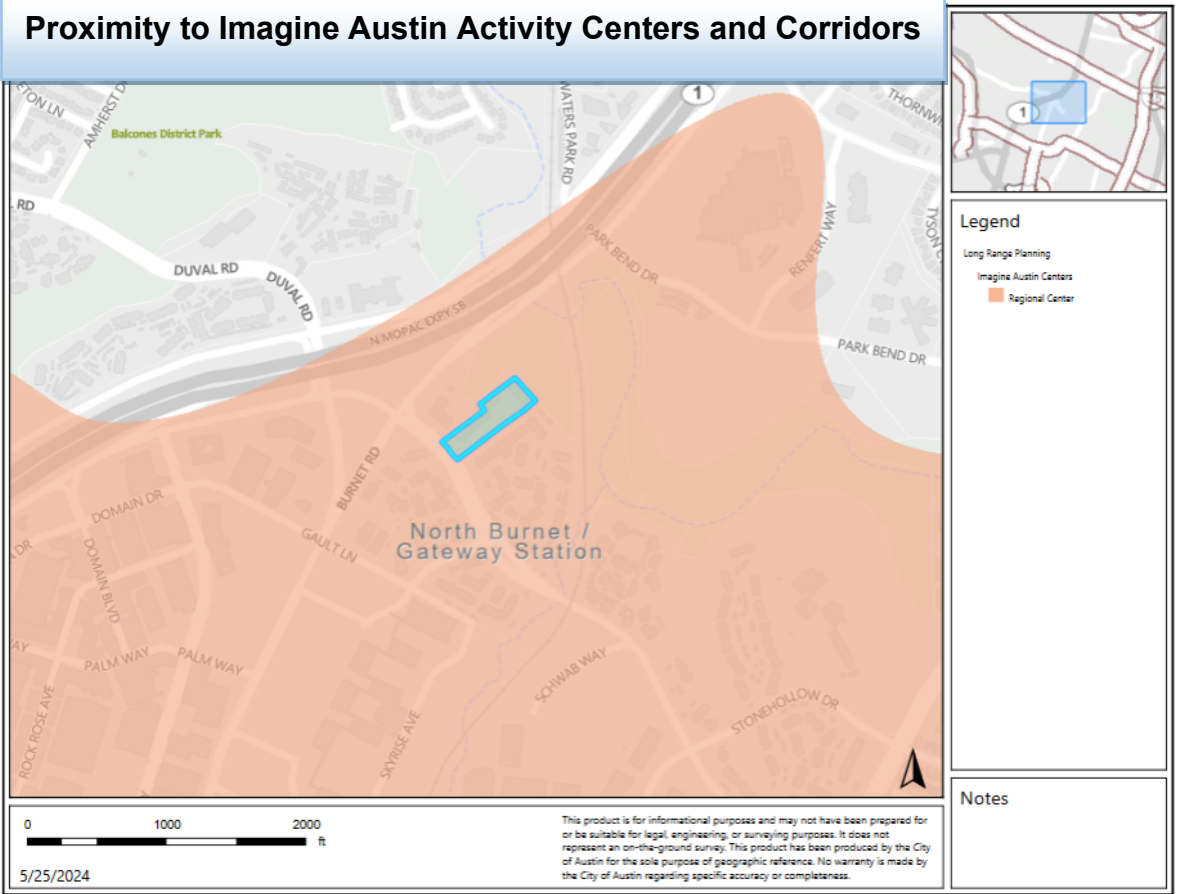 Proximity to Imagine Austin Activity Centers and Corridors
ETON LN
AMHERST D
Balcones District Park
WATERS PARK RD
1
THORNW
1
RD
DUVAL RD
DUVAL RD
PARK BEND DR
RENFERT WAY
TYSON C
N MOPAC EXPY SB
PARK BEND DR
BURNET RD
DOMAIN DR
DR
GAULT LN
North Burnet /
Gateway Station
DOMAIN BLVD
WAY
PALM WAY
PALM WAY
SCHWAB WAY
STONEHOLLOW DR
ROCK ROSE AVE
SKYRISE AVE
Legend
Long Range Planning
Imagine Austin Centers
Regional Center
Notes
0 1000 2000
ft
5/25/2024
This product is for informational purposes and may not have been prepared for
or be suitable for legal, engineering, or surveying purposes. It does not
represent an on-the-ground survey. This product has been produced by the City
of Austin for the sole purpose of geographic reference. No warranty is made by
the City of Austin regarding specific accuracy or completeness.